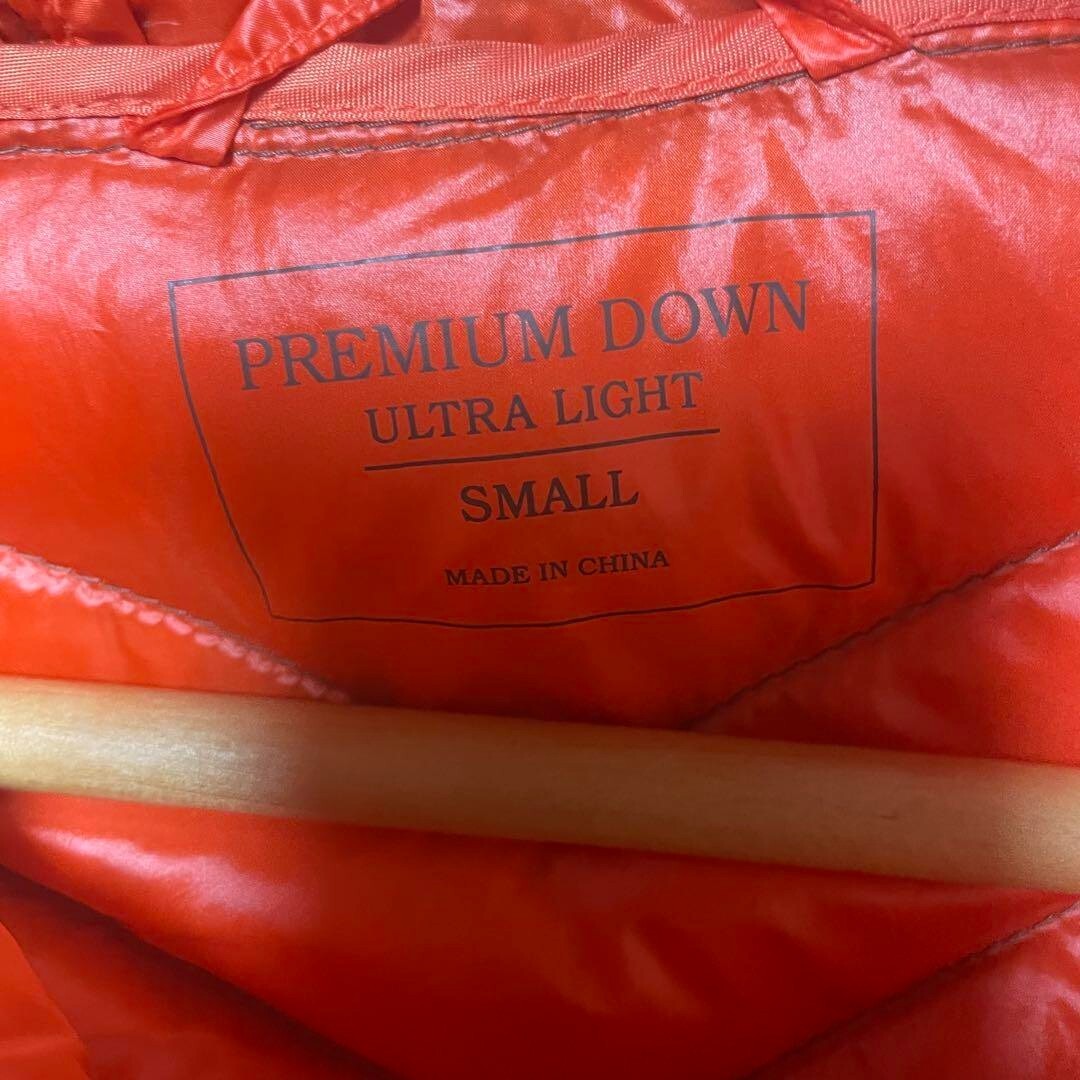 PREMIUM DOWN
ULTRA LIGHT
SMALL
MADE IN CHINA